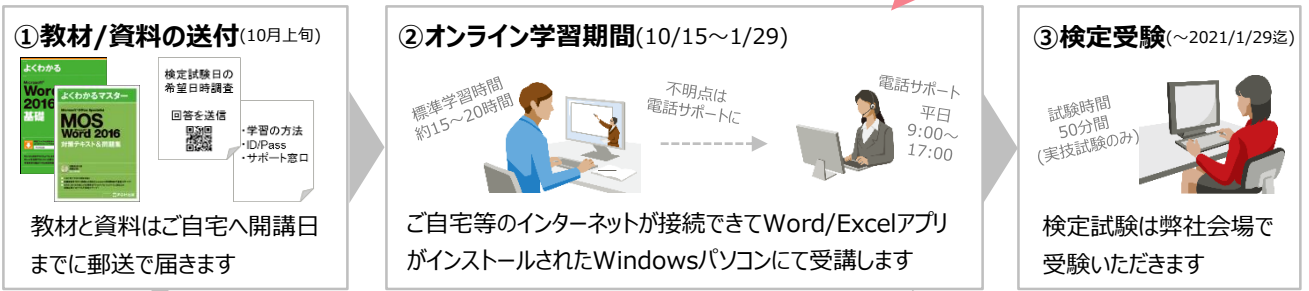 ①教材/資料の送付(10月上旬)
よくわかる
Word
2016
基礎
よくわかるマスター
Microsoft Office Specialist
MOS
Word 2016
対策テキスト&問題集
検定試験日の
希望日時調査
回答を送信
・学習の方法
・ID/Pass
・サポート窓口
教材と資料はご自宅へ開講日
までに郵送で届きます
②オンライン学習期間(10/15～1/29)
標準学習時間
約15～20時間
不明点は
電話サポートに
電話サポート
平日
9:00～
17:00
ご自宅等のインターネットが接続できてWord/Excelアプリ
がインストールされたWindowsパソコンにて受講します
③検定受験(～2021/1/29迄)
試験時間
50分間
(実技試験のみ)
検定試験は弊社会場で
受験いただきます